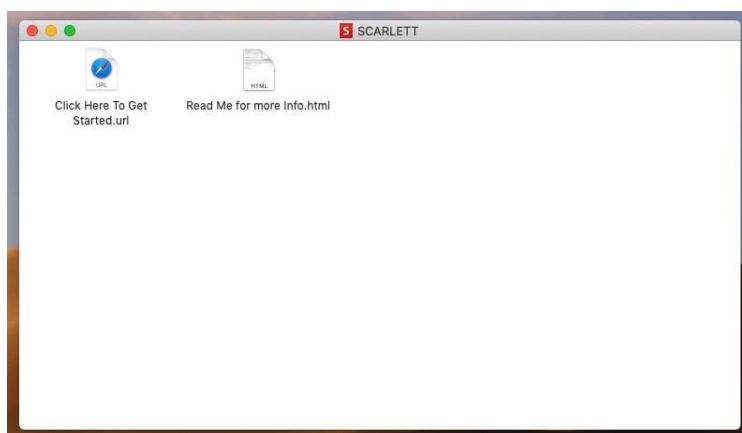 S SCARLETT
URL
HTML
Click Here To Get
Started.url
Read Me for more Info.html